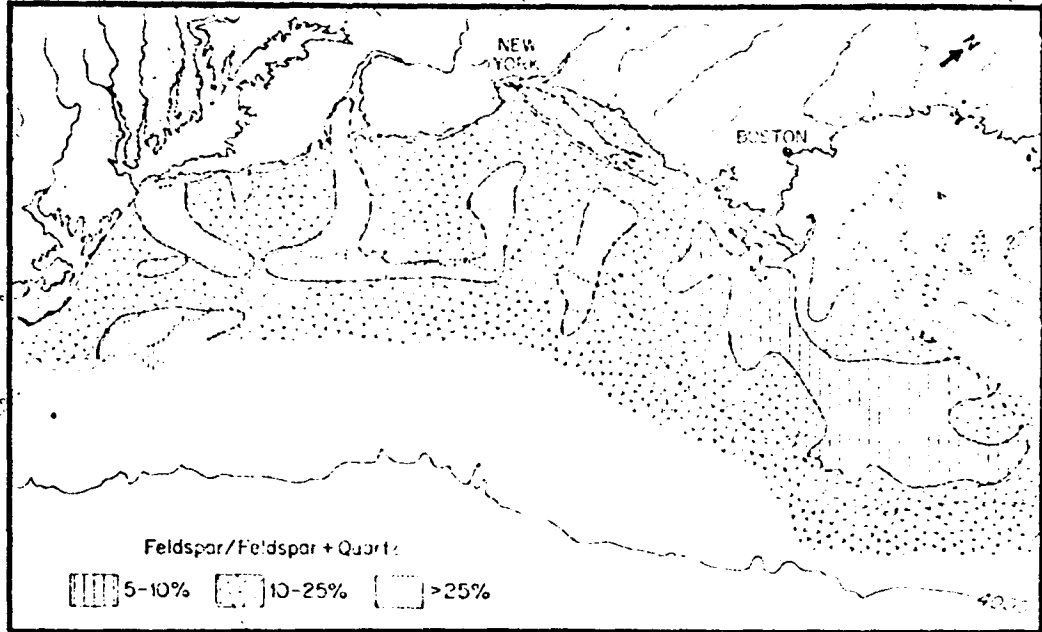 NEW
YORK
N
BOSTON
Feldspar/Feldspar + Quartz
5-10%
10-25%
>25%